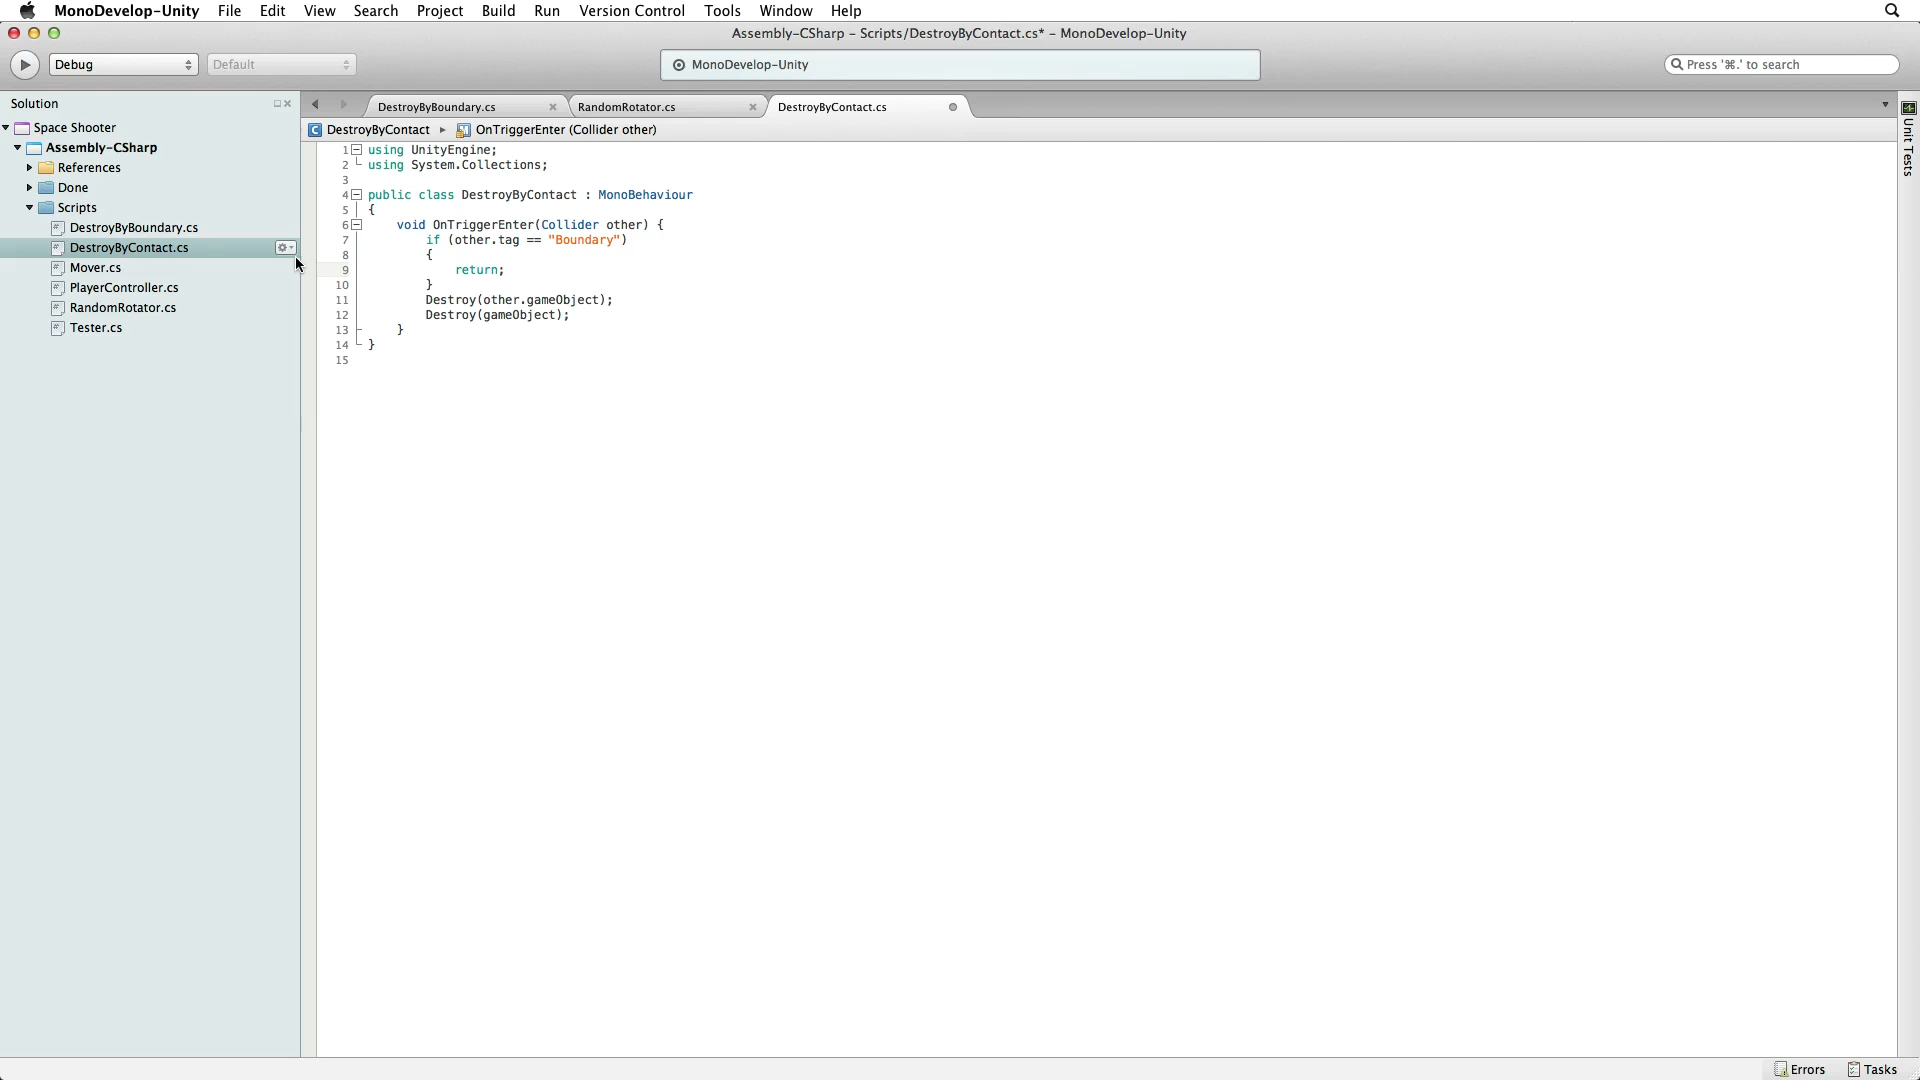 MonoDevelop-Unity File Edit View Search Project Build Run Version Control Tools Window Help
Assembly-CSharp – Scripts/DestroyByContact.cs* – MonoDevelop-Unity
Debug Default MonoDevelop-Unity Press '⌘.' to search
Solution
Space Shooter
Assembly-CSharp
References
Done
Scripts
DestroyByBoundary.cs
DestroyByContact.cs
Mover.cs
PlayerController.cs
RandomRotator.cs
Tester.cs
DestroyByBoundary.cs RandomRotator.cs DestroyByContact.cs
DestroyByContact ▸ OnTriggerEnter (Collider other)
1 using UnityEngine;
2 using System.Collections;
3
4 public class DestroyByContact : MonoBehaviour
5 {
6 void OnTriggerEnter(Collider other) {
7 if (other.tag == "Boundary")
8 {
9 return;
10 }
11 Destroy(other.gameObject);
12 Destroy(gameObject);
13 }
14 }
15
Unit Tests
Errors Tasks